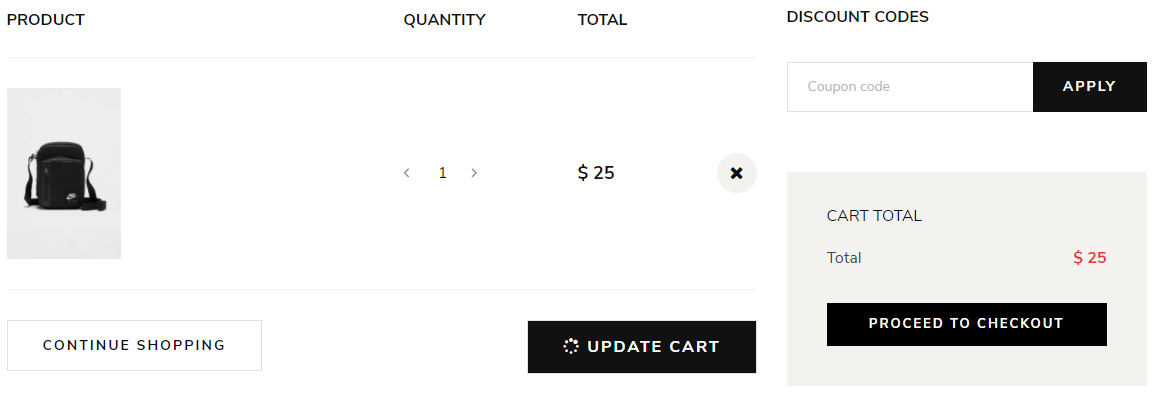 PRODUCT QUANTITY TOTAL
1 $ 25
CONTINUE SHOPPING UPDATE CART
DISCOUNT CODES
Coupon code APPLY
CART TOTAL
Total $ 25
PROCEED TO CHECKOUT